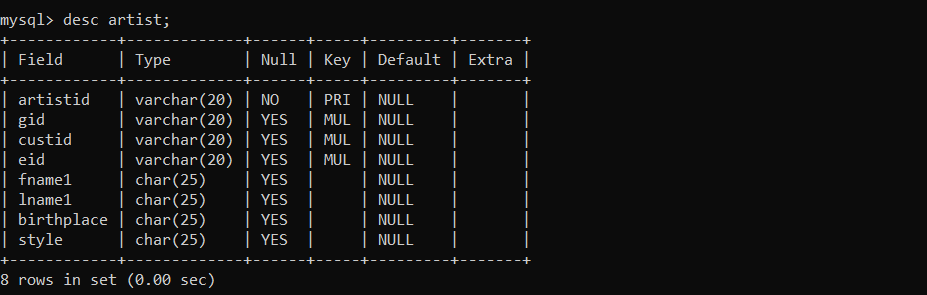 mysql> desc artist;
+------------+-------------+------+-----+---------+-------+
| Field      | Type        | Null | Key | Default | Extra |
+------------+-------------+------+-----+---------+-------+
| artistid   | varchar(20) | NO   | PRI | NULL    |       |
| gid        | varchar(20) | YES  | MUL | NULL    |       |
| custid     | varchar(20) | YES  | MUL | NULL    |       |
| eid        | varchar(20) | YES  | MUL | NULL    |       |
| fname1     | char(25)    | YES  |     | NULL    |       |
| lname1     | char(25)    | YES  |     | NULL    |       |
| birthplace | char(25)    | YES  |     | NULL    |       |
| style      | char(25)    | YES  |     | NULL    |       |
+------------+-------------+------+-----+---------+-------+
8 rows in set (0.00 sec)